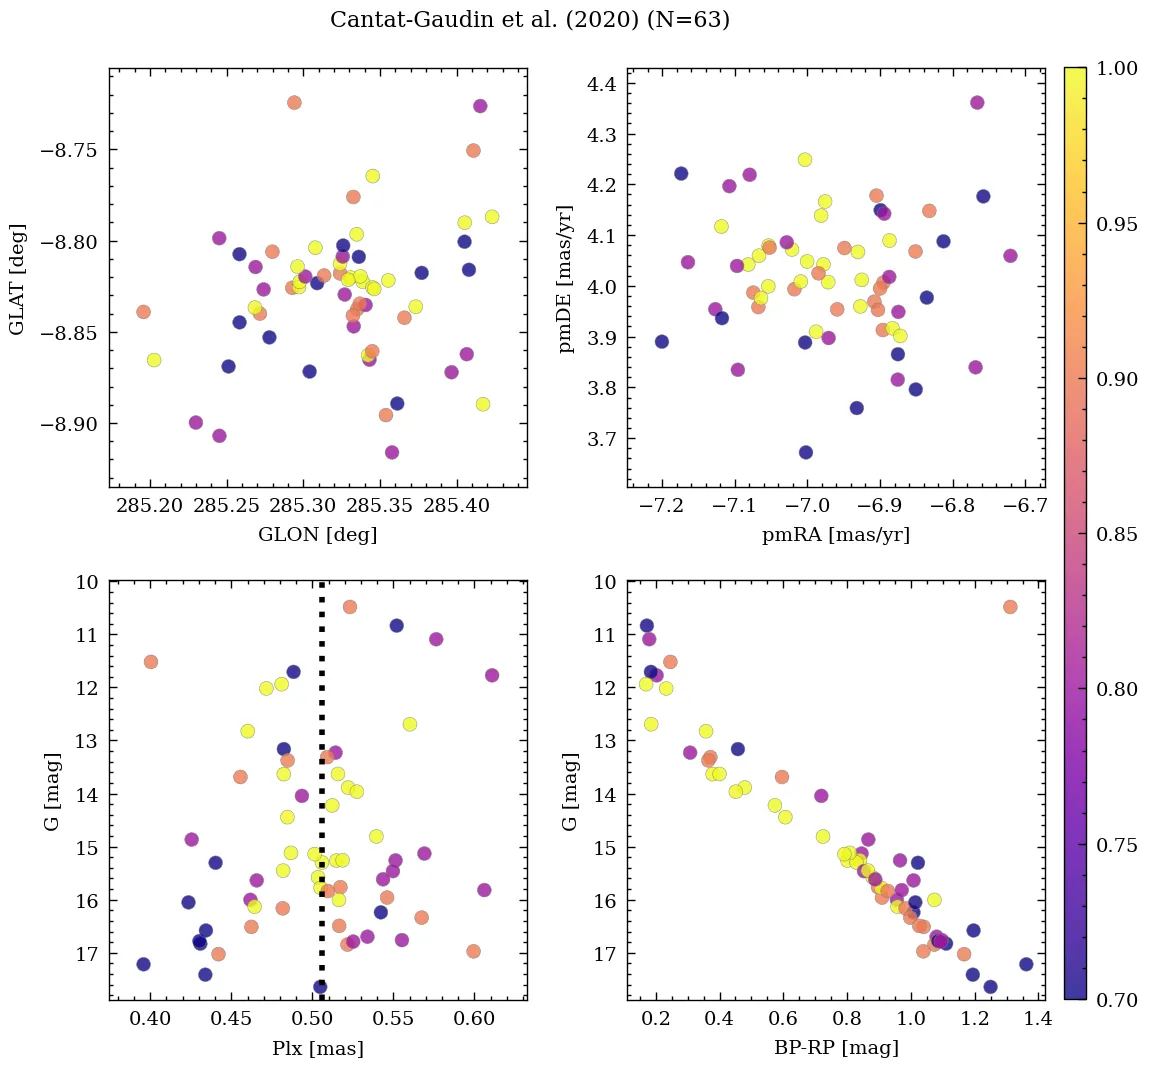 Cantat-Gaudin et al. (2020) (N=63)
−8.75
−8.80
−8.85
−8.90
GLAT [deg]
285.20 285.25 285.30 285.35 285.40
GLON [deg]
4.4
4.3
4.2
4.1
4.0
3.9
3.8
3.7
pmDE [mas/yr]
−7.2 −7.1 −7.0 −6.9 −6.8 −6.7
pmRA [mas/yr]
10
11
12
13
14
15
16
17
G [mag]
0.40 0.45 0.50 0.55 0.60
Plx [mas]
10
11
12
13
14
15
16
17
G [mag]
0.2 0.4 0.6 0.8 1.0 1.2 1.4
BP-RP [mag]
1.00
0.95
0.90
0.85
0.80
0.75
0.70